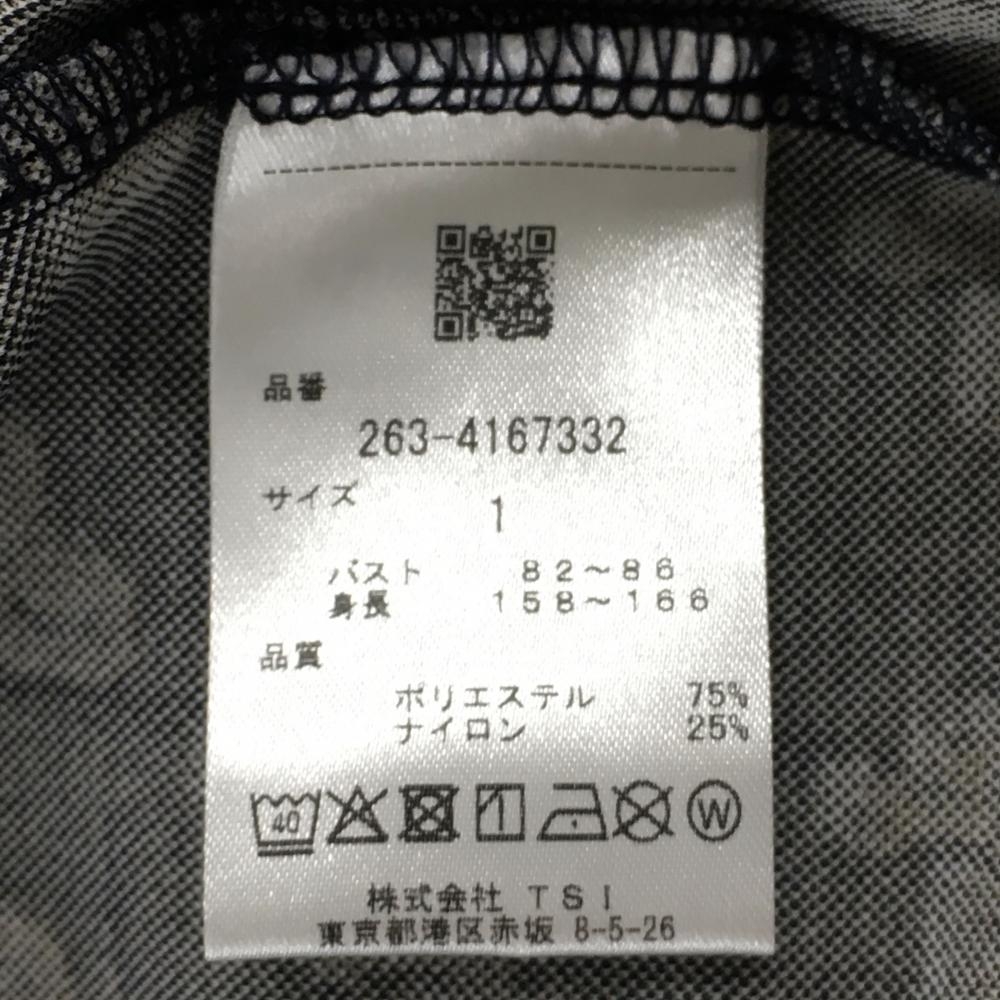 品番
263-4167332
サイズ
1
バスト 82～86
身長 158～166
品質
ポリエステル 75%
ナイロン 25%
40
W
株式会社 TSI
東京都港区赤坂 8-5-26